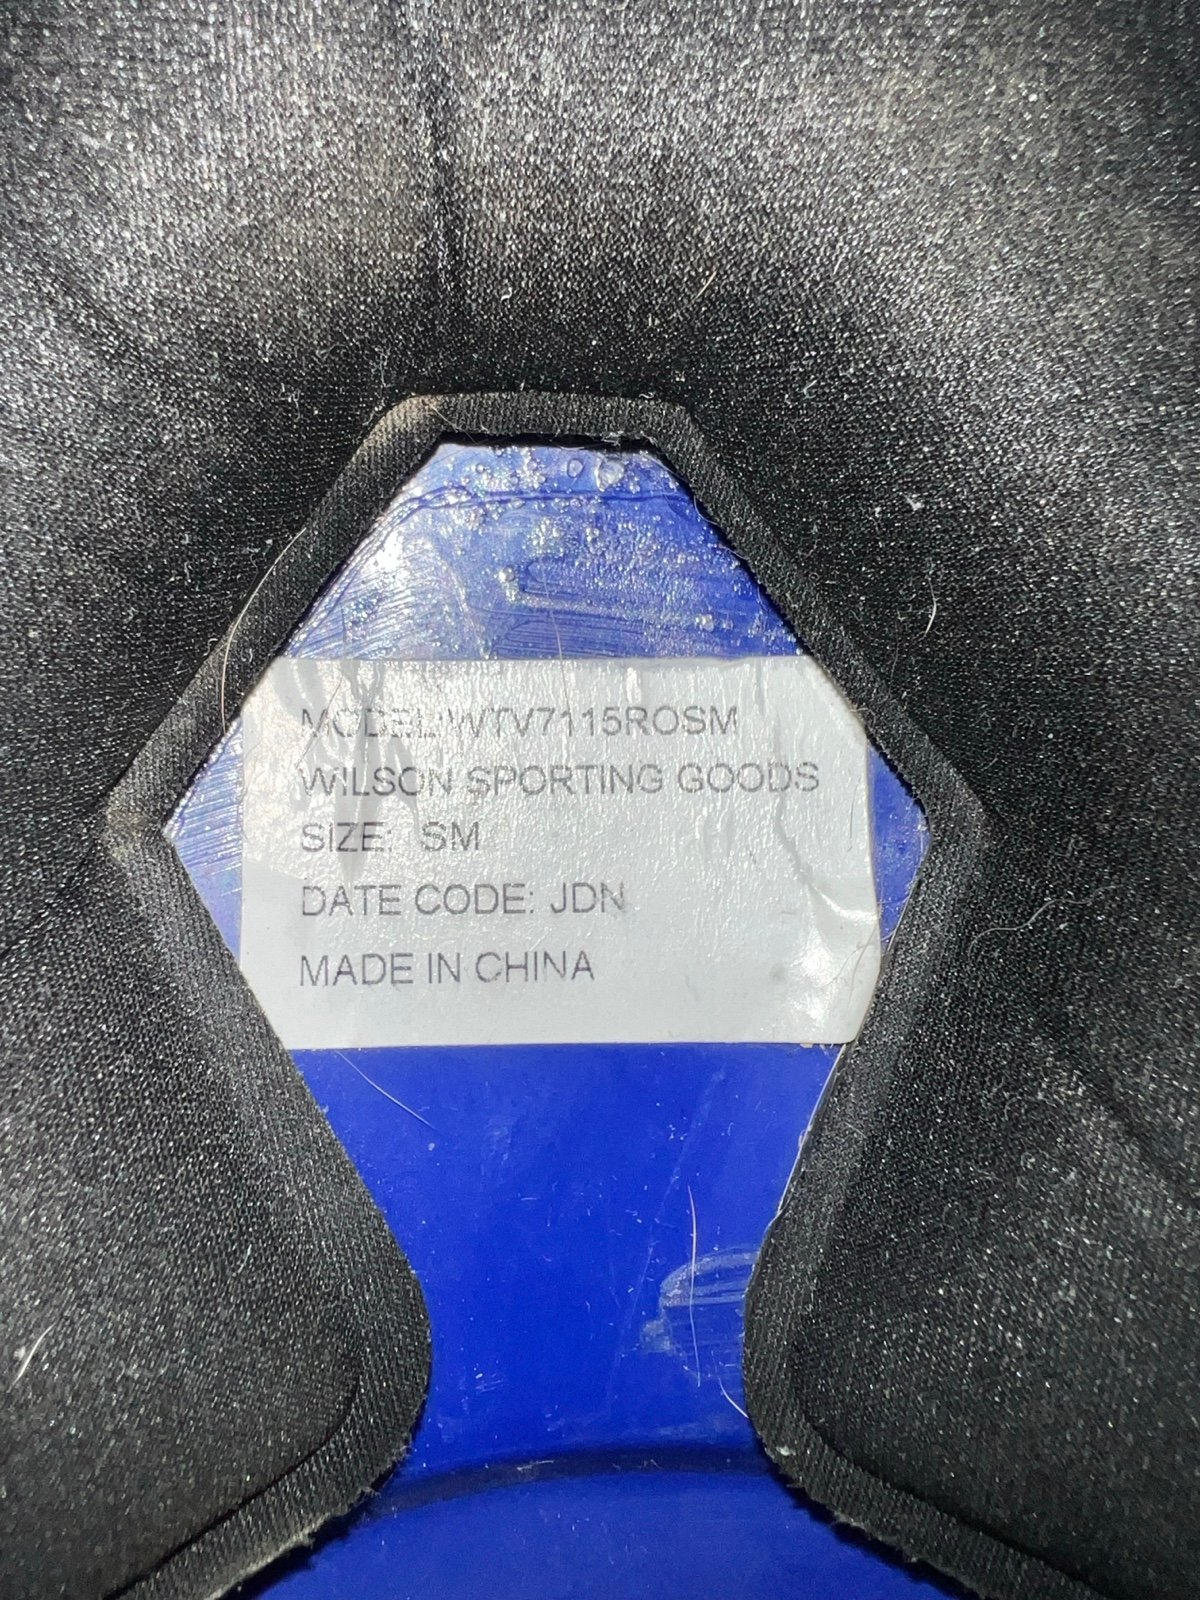 MODEL: WTV7115ROSM
WILSON SPORTING GOODS
SIZE: SM
DATE CODE: JDN
MADE IN CHINA